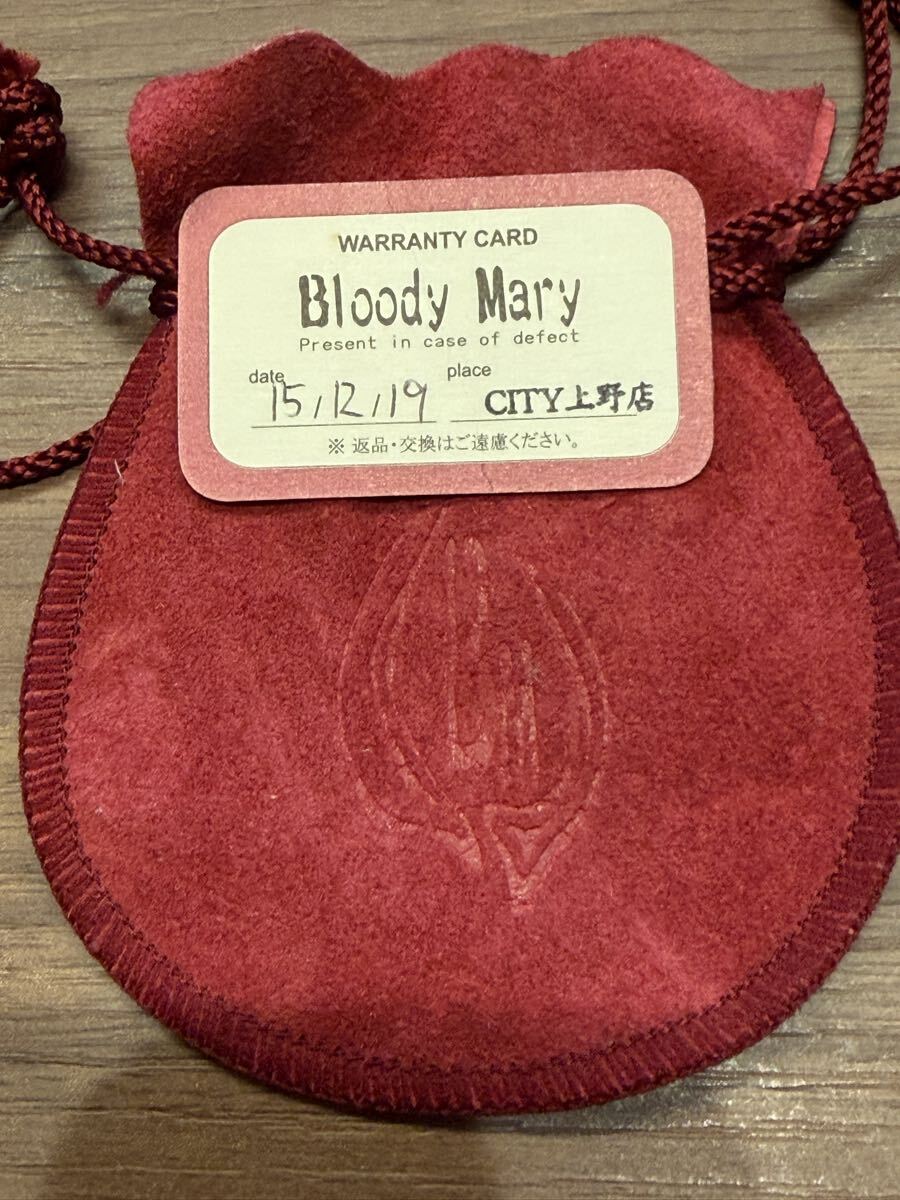 WARRANTY CARD
Bloody Mary
Present in case of defect
date 15,12,19 place CITY上野店
※ 返品・交換はご遠慮ください。